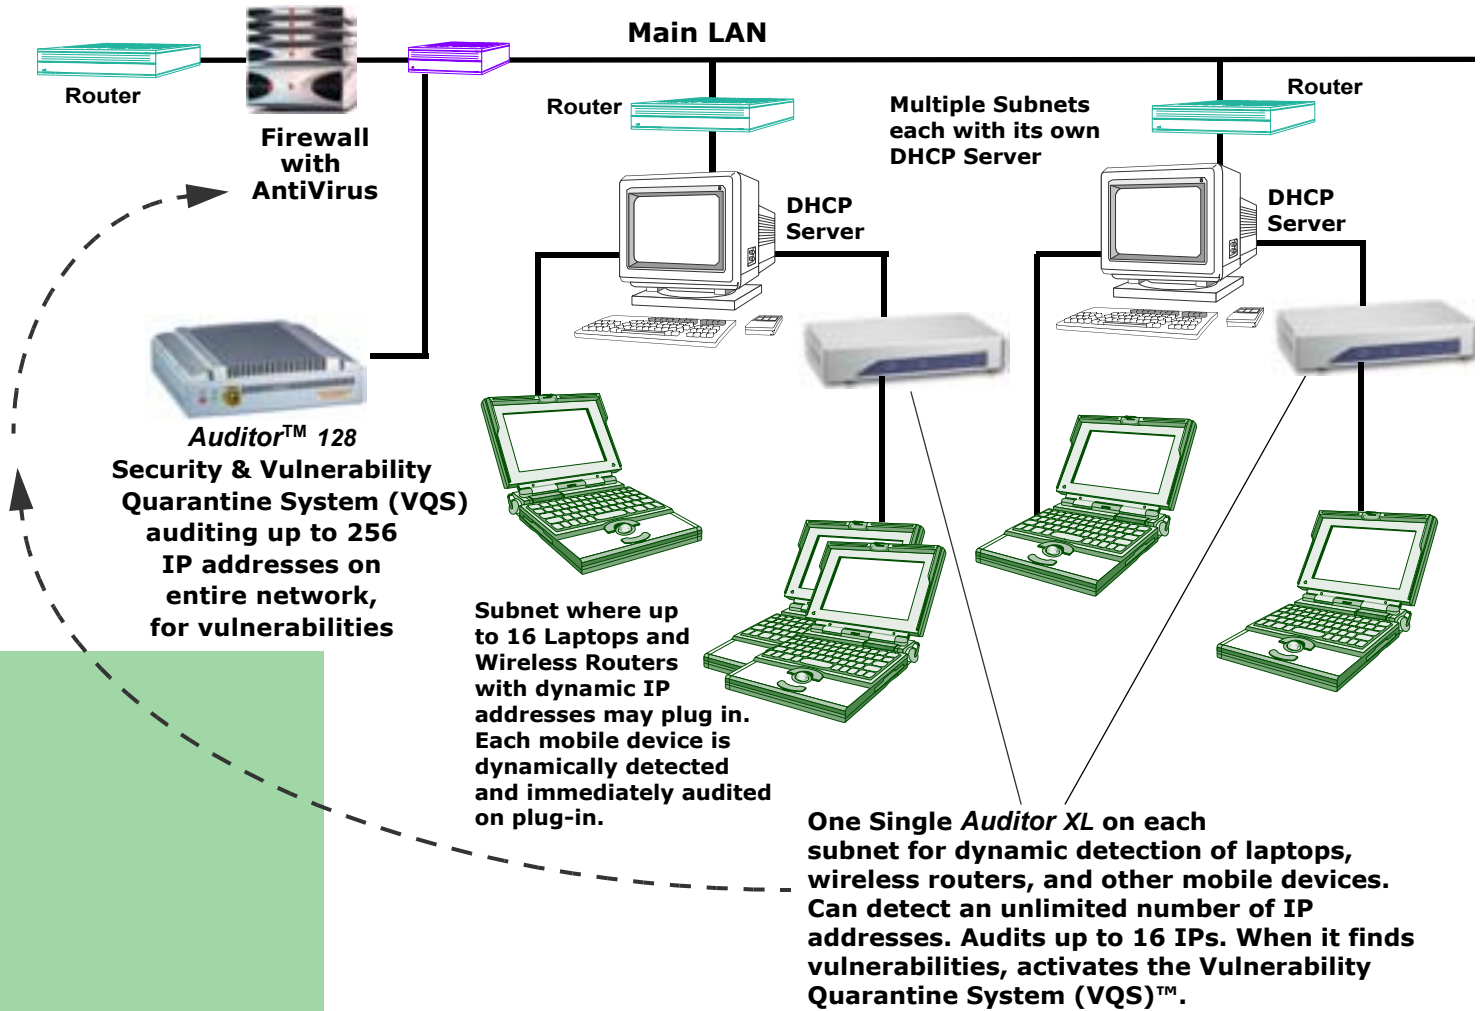 Main LAN
Router
Firewall
with
AntiVirus
Router
Multiple Subnets
each with its own
DHCP Server
Router
DHCP
Server
DHCP
Server
Auditor™ 128
Security & Vulnerability
Quarantine System (VQS)
auditing up to 256
IP addresses on
entire network,
for vulnerabilities
Subnet where up
to 16 Laptops and
Wireless Routers
with dynamic IP
addresses may plug in.
Each mobile device is
dynamically detected
and immediately audited
on plug-in.
One Single Auditor XL on each
subnet for dynamic detection of laptops,
wireless routers, and other mobile devices.
Can detect an unlimited number of IP
addresses. Audits up to 16 IPs. When it finds
vulnerabilities, activates the Vulnerability
Quarantine System (VQS)™.